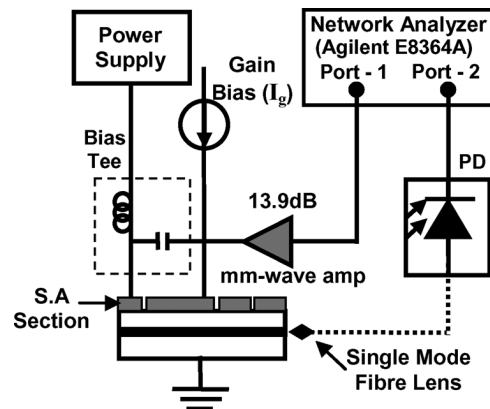 Power
Supply
Gain
Bias (Ig)
Network Analyzer
(Agilent E8364A)
Port - 1
Port - 2
Bias
Tee
13.9dB
mm-wave amp
PD
S.A
Section
Single Mode
Fibre Lens